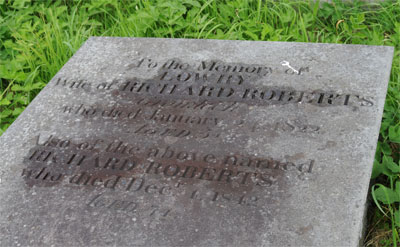 To the Memory of
LOWRY
Wife of RICHARD ROBERTS
who died January 1822
Also of the above named
RICHARD ROBERTS
who died Dec